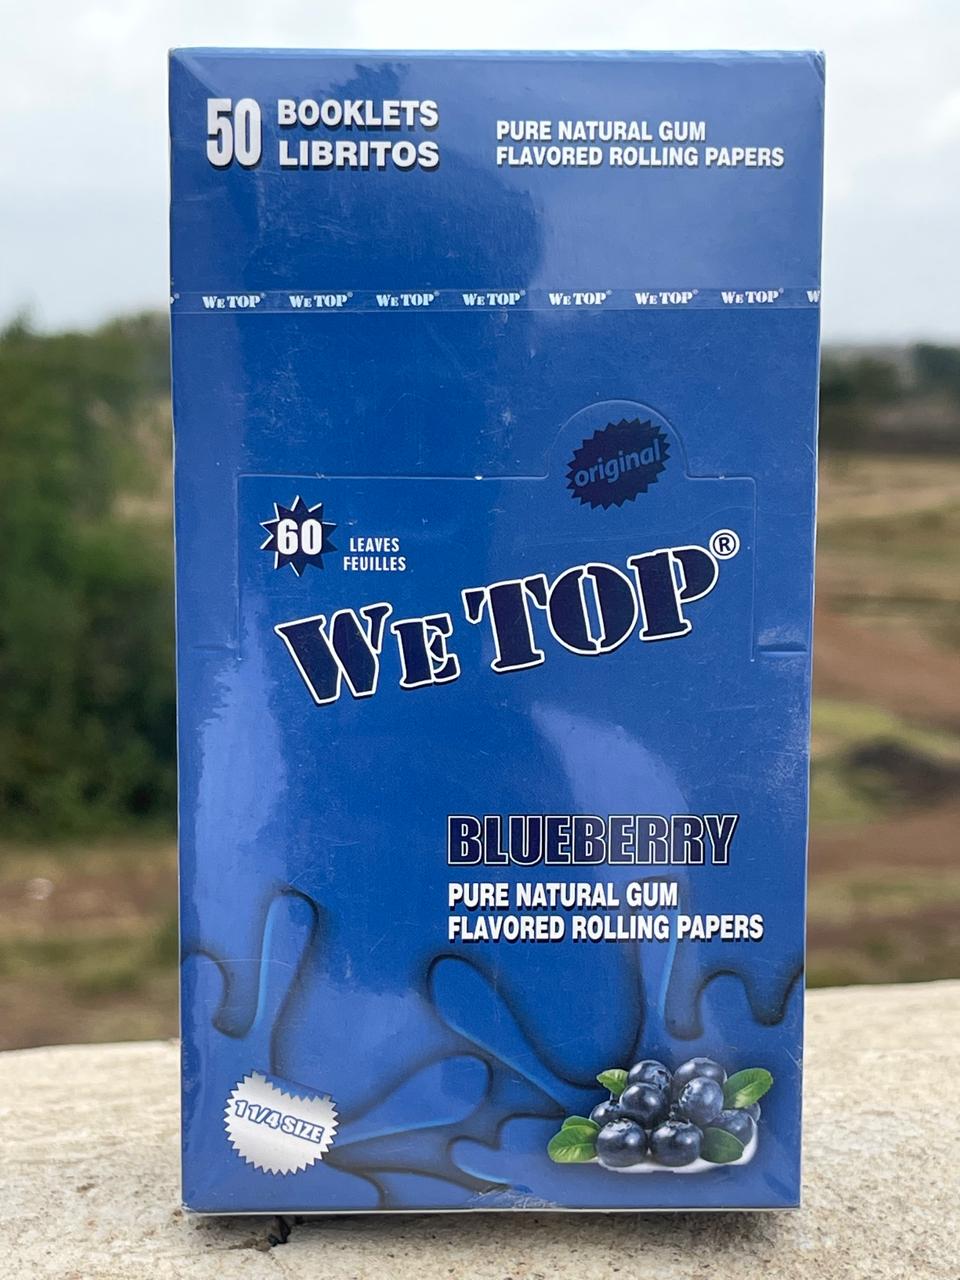 50 BOOKLETS
LIBRITOS
PURE NATURAL GUM
FLAVORED ROLLING PAPERS
WE TOP® WE TOP® WE TOP® WE TOP® WE TOP® WE TOP® WE TOP® W
original
60 LEAVES
FEUILLES
WE TOP®
BLUEBERRY
PURE NATURAL GUM
FLAVORED ROLLING PAPERS
1 1/4 SIZE